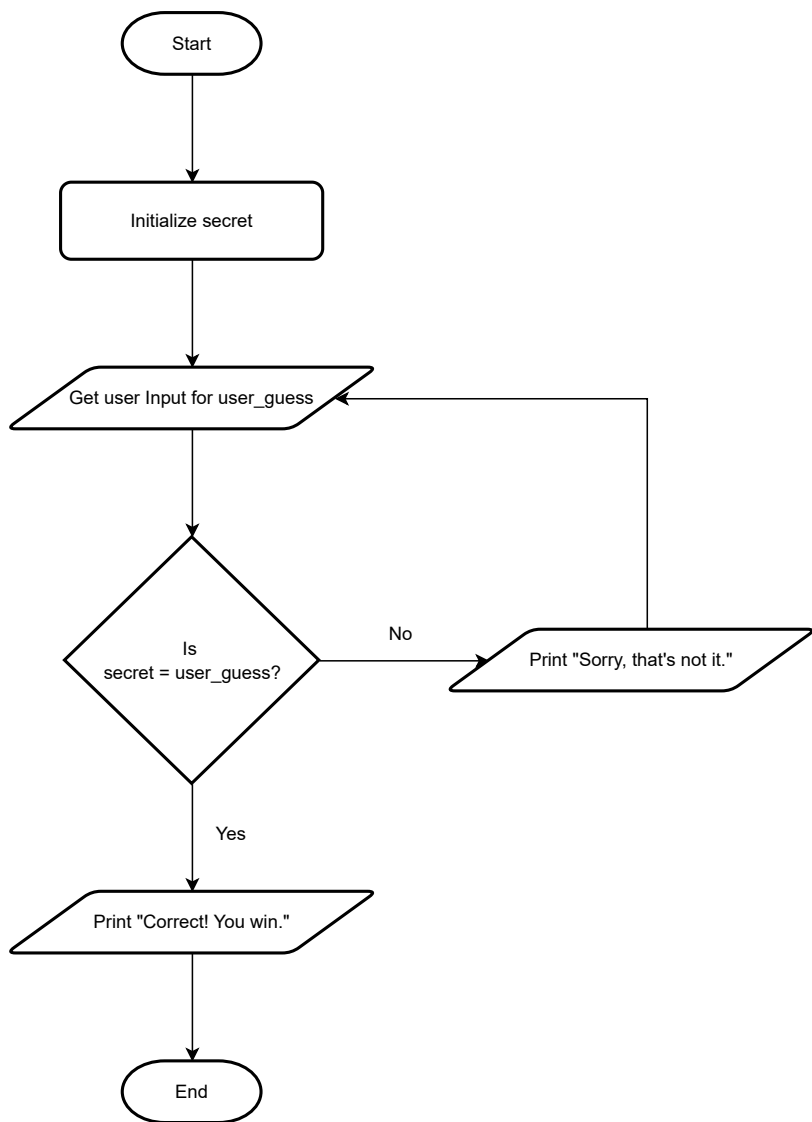 Start
Initialize secret
Get user Input for user_guess
Is
secret = user_guess?
No
Print "Sorry, that's not it."
Yes
Print "Correct! You win."
End